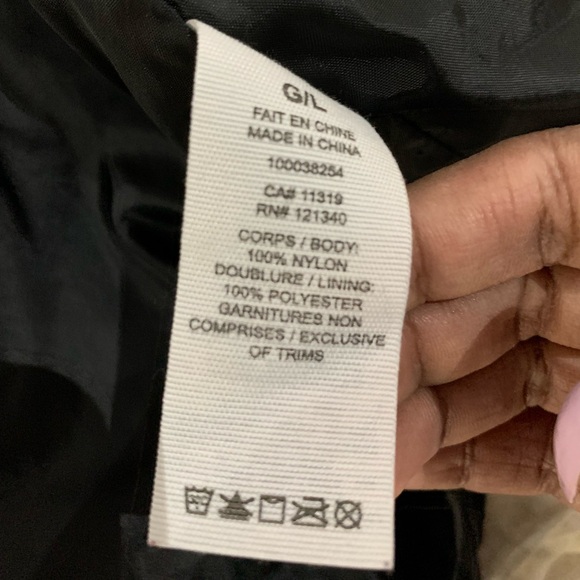 G/L
FAIT EN CHINE
MADE IN CHINA
100038254
CA# 11319
RN# 121340
CORPS / BODY:
100% NYLON
DOUBLURE / LINING:
100% POLYESTER
GARNITURES NON
COMPRISES / EXCLUSIVE
OF TRIMS